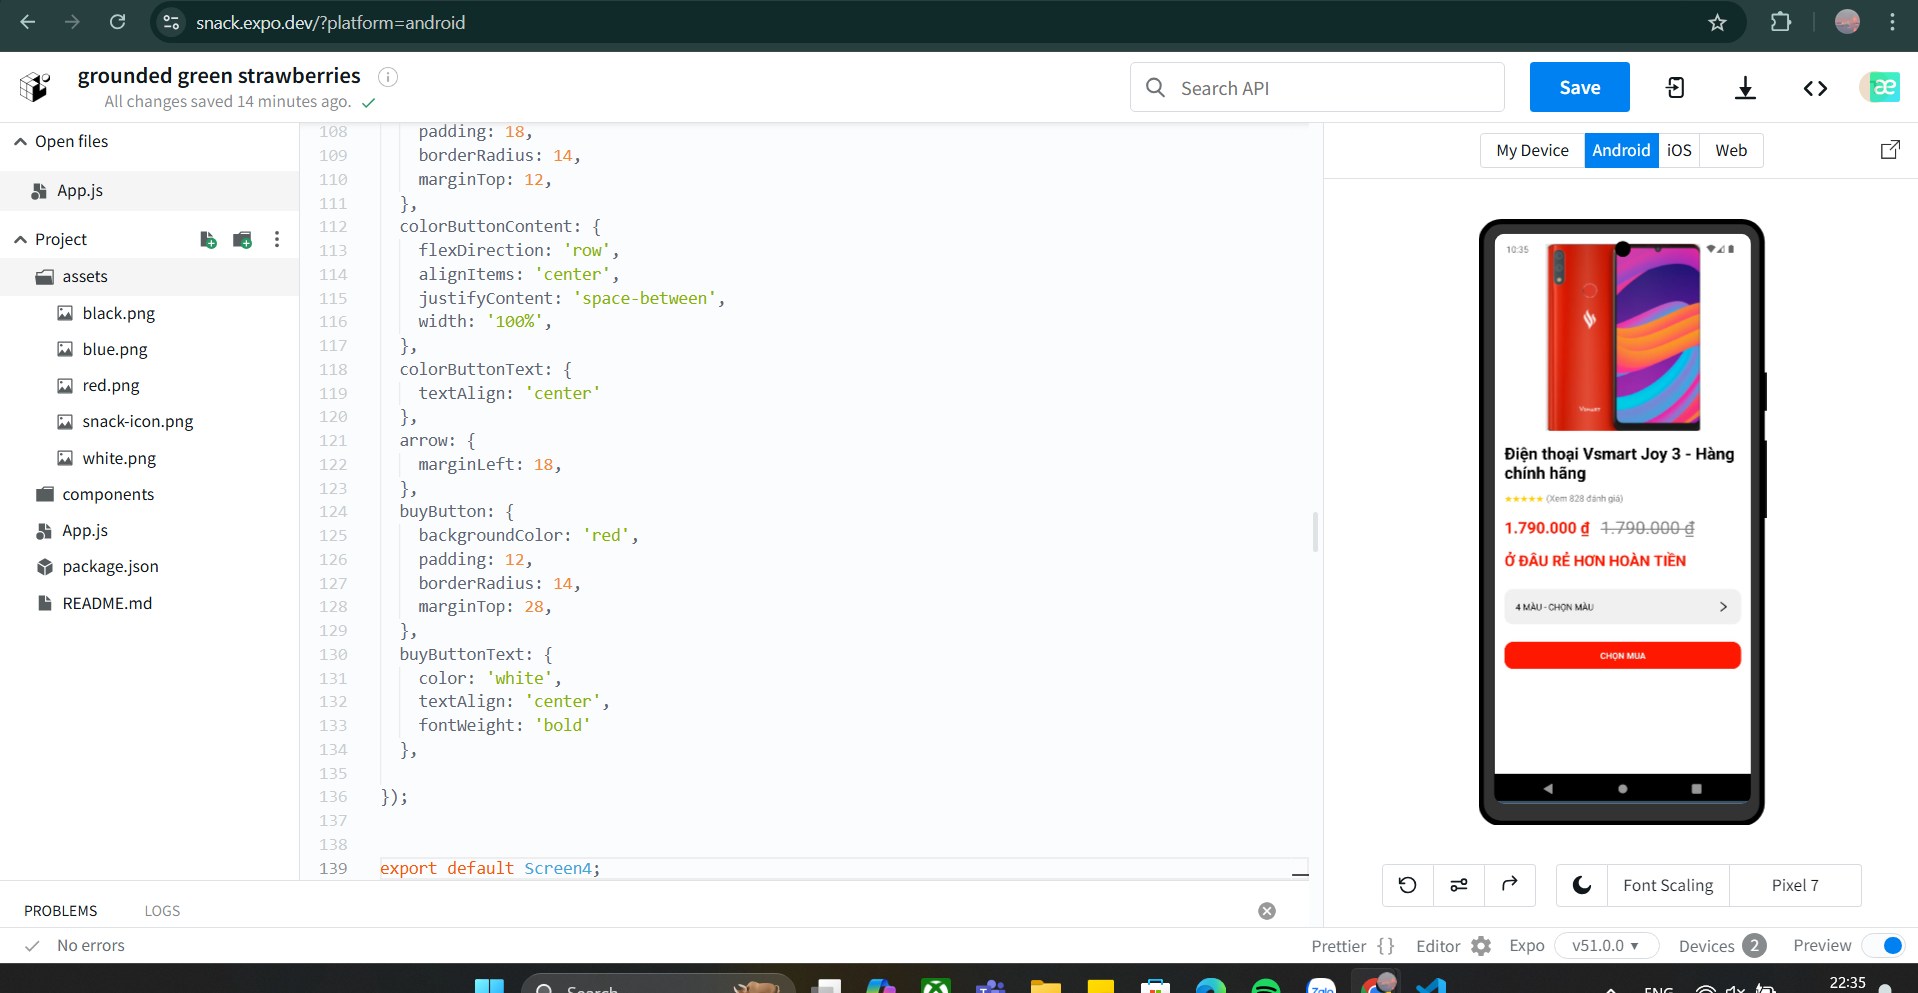 snack.expo.dev/?platform=android
grounded green strawberries
All changes saved 14 minutes ago.
Search API
Save
æ
Open files
App.js
Project
assets
black.png
blue.png
red.png
snack-icon.png
white.png
components
App.js
package.json
README.md
108 padding: 18,
109 borderRadius: 14,
110 marginTop: 12,
111 },
112 colorButtonContent: {
113 flexDirection: 'row',
114 alignItems: 'center',
115 justifyContent: 'space-between',
116 width: '100%',
117 },
118 colorButtonText: {
119 textAlign: 'center'
120 },
121 arrow: {
122 marginLeft: 18,
123 },
124 buyButton: {
125 backgroundColor: 'red',
126 padding: 12,
127 borderRadius: 14,
128 marginTop: 28,
129 },
130 buyButtonText: {
131 color: 'white',
132 textAlign: 'center',
133 fontWeight: 'bold'
134 },
135
136 });
137
138
139 export default Screen4;
My Device Android iOS Web
10:35
Vsmart
Điện thoại Vsmart Joy 3 - Hàng
chính hãng
★★★★★ (Xem 828 đánh giá)
1.790.000 ₫ 1.790.000 ₫
Ở ĐÂU RẺ HƠN HOÀN TIỀN
4 MÀU - CHỌN MÀU
CHỌN MUA
Font Scaling Pixel 7
PROBLEMS LOGS
No errors
Prettier { } Editor Expo v51.0.0 Devices 2 Preview
Search
Zalo
ENG
22:35